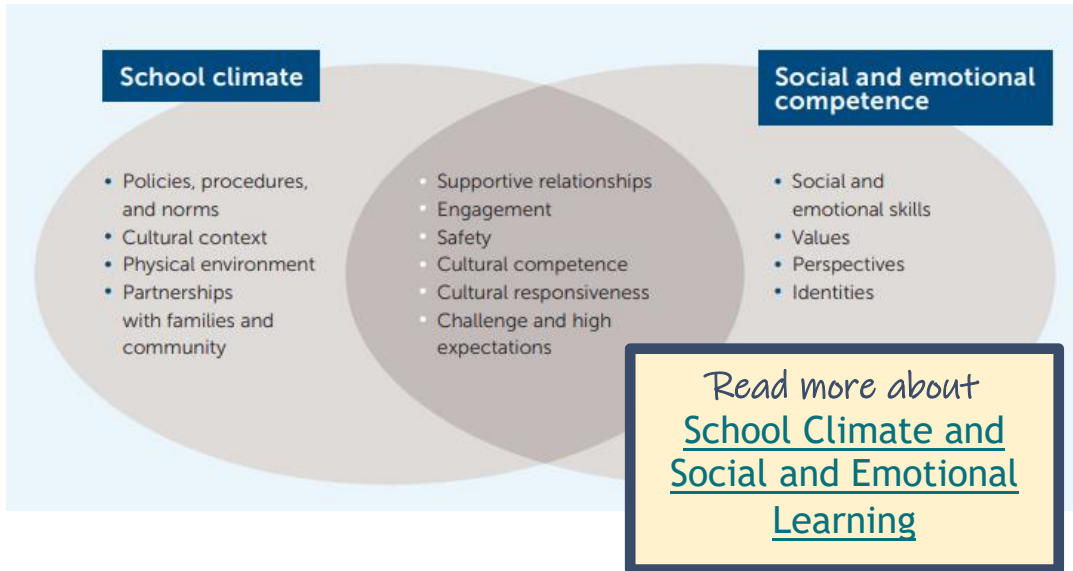 School climate
Social and emotional
competence
• Policies, procedures,
and norms
• Cultural context
• Physical environment
• Partnerships
with families and
community
• Supportive relationships
• Engagement
• Safety
• Cultural competence
• Cultural responsiveness
• Challenge and high
expectations
• Social and
emotional skills
• Values
• Perspectives
• Identities
Read more about
School Climate and
Social and Emotional
Learning